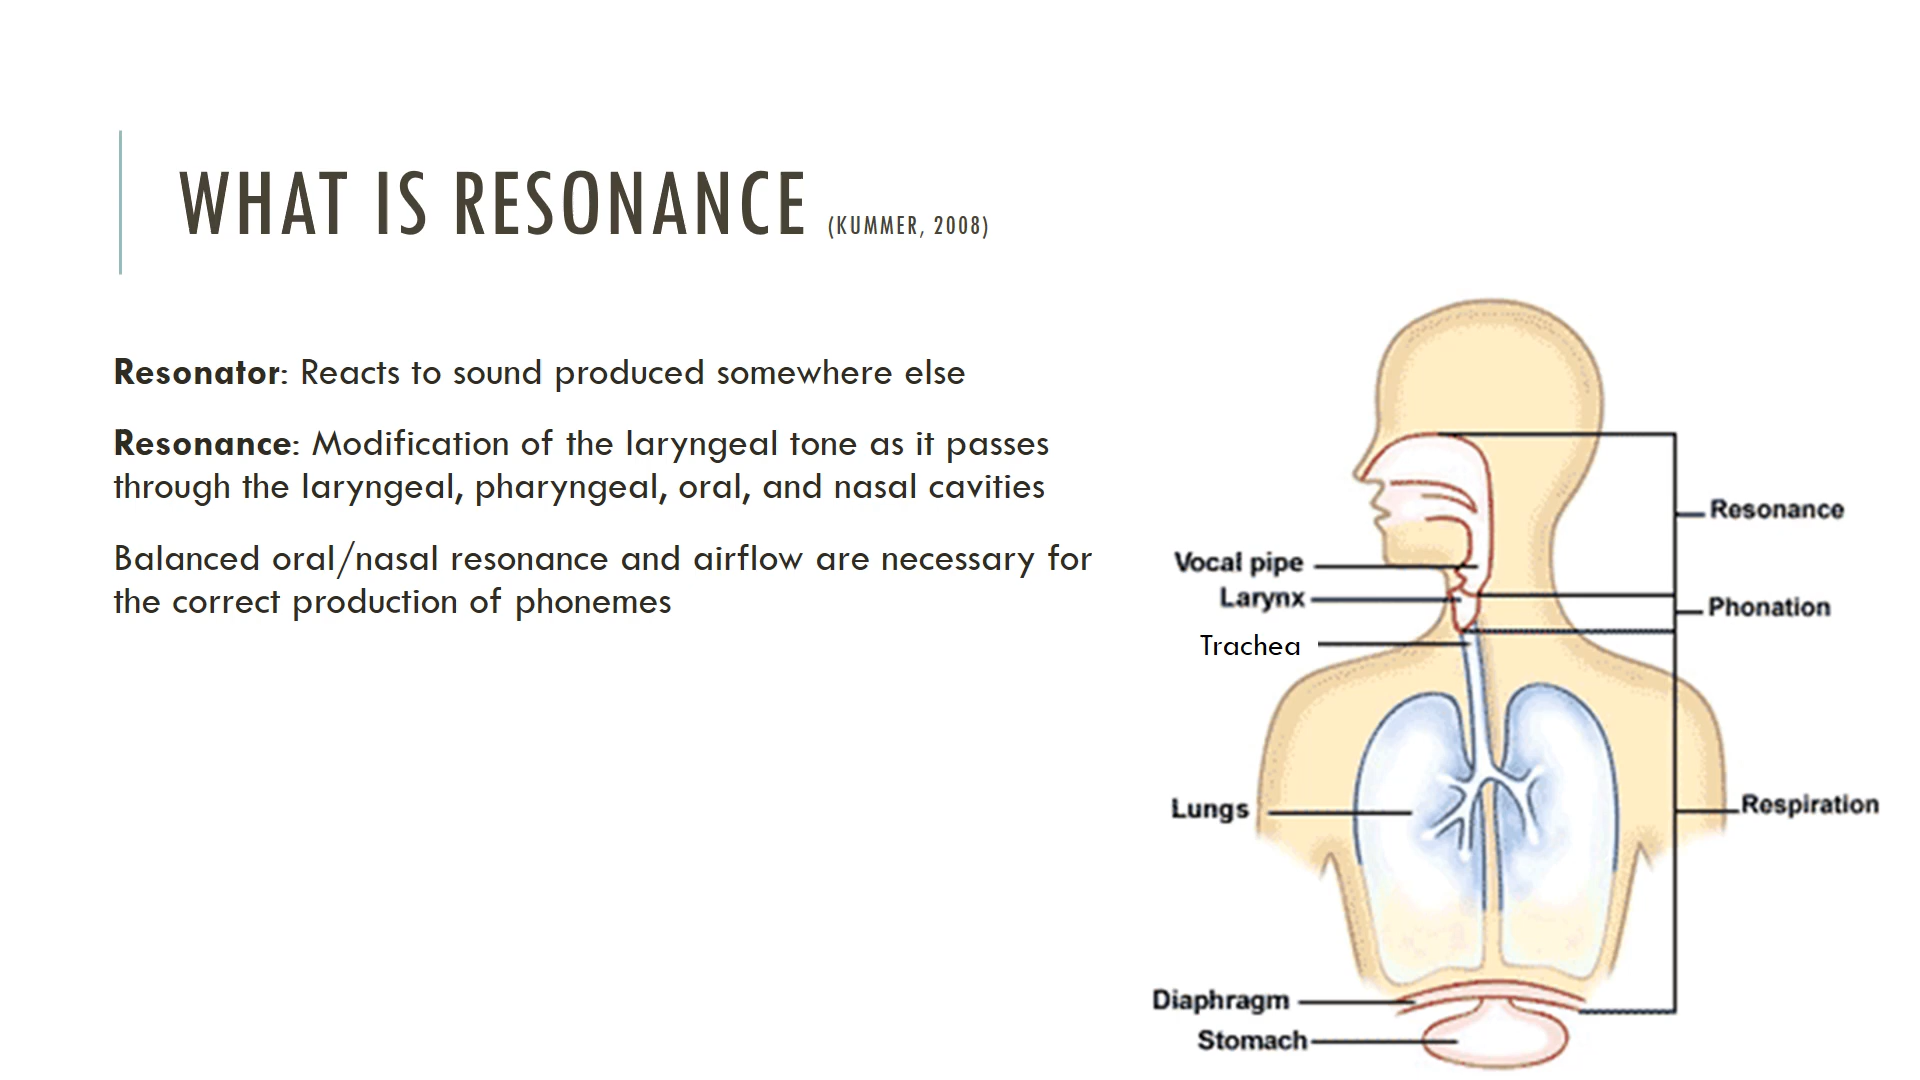 WHAT IS RESONANCE (KUMMER, 2008)
Resonator: Reacts to sound produced somewhere else
Resonance: Modification of the laryngeal tone as it passes
through the laryngeal, pharyngeal, oral, and nasal cavities
Balanced oral/nasal resonance and airflow are necessary for
the correct production of phonemes
Resonance
Vocal pipe
Larynx
Phonation
Trachea
Lungs
Respiration
Diaphragm
Stomach